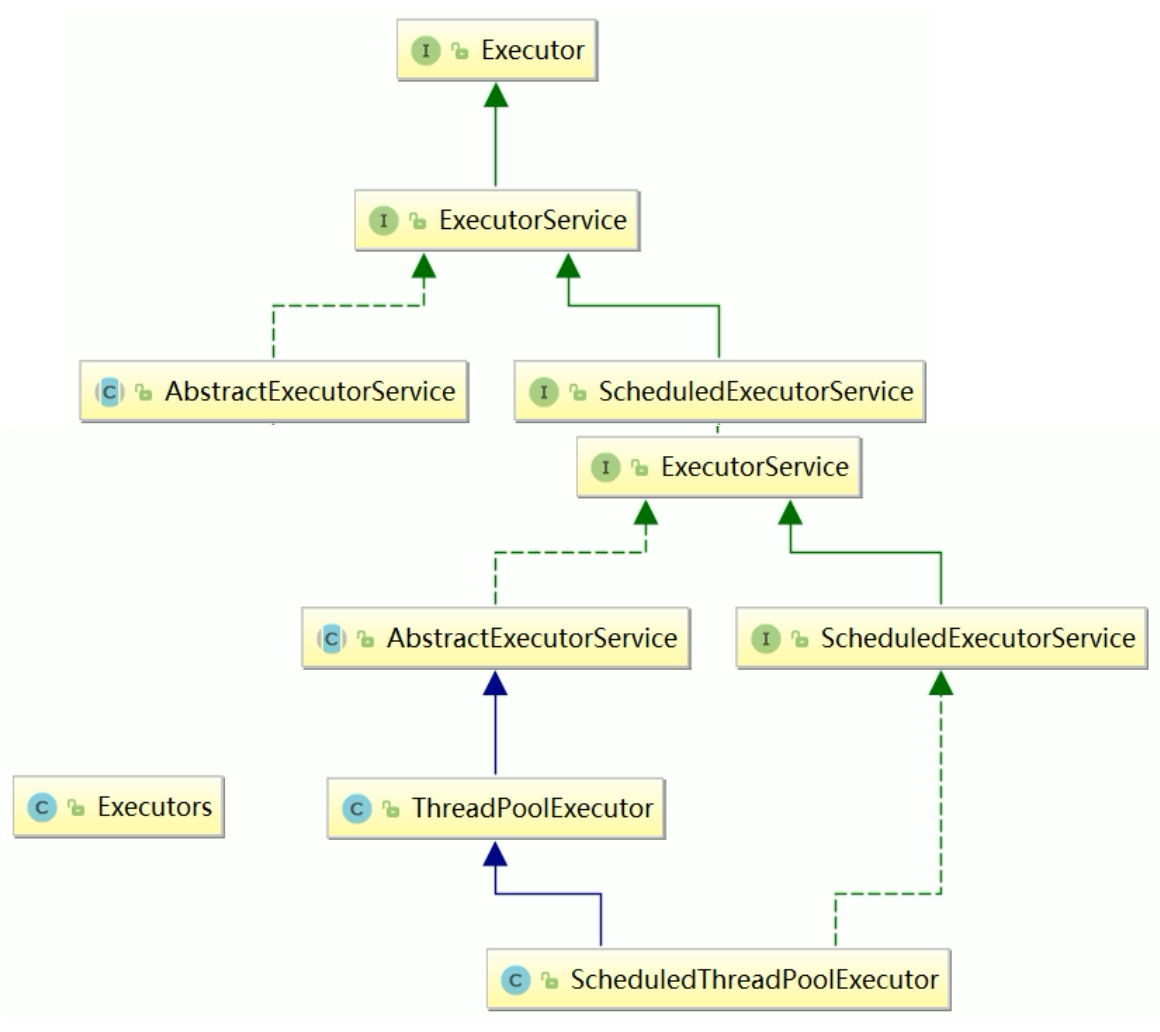 I Executor
I ExecutorService
C AbstractExecutorService
I ScheduledExecutorService
I ExecutorService
C AbstractExecutorService
I ScheduledExecutorService
C Executors
C ThreadPoolExecutor
C ScheduledThreadPoolExecutor